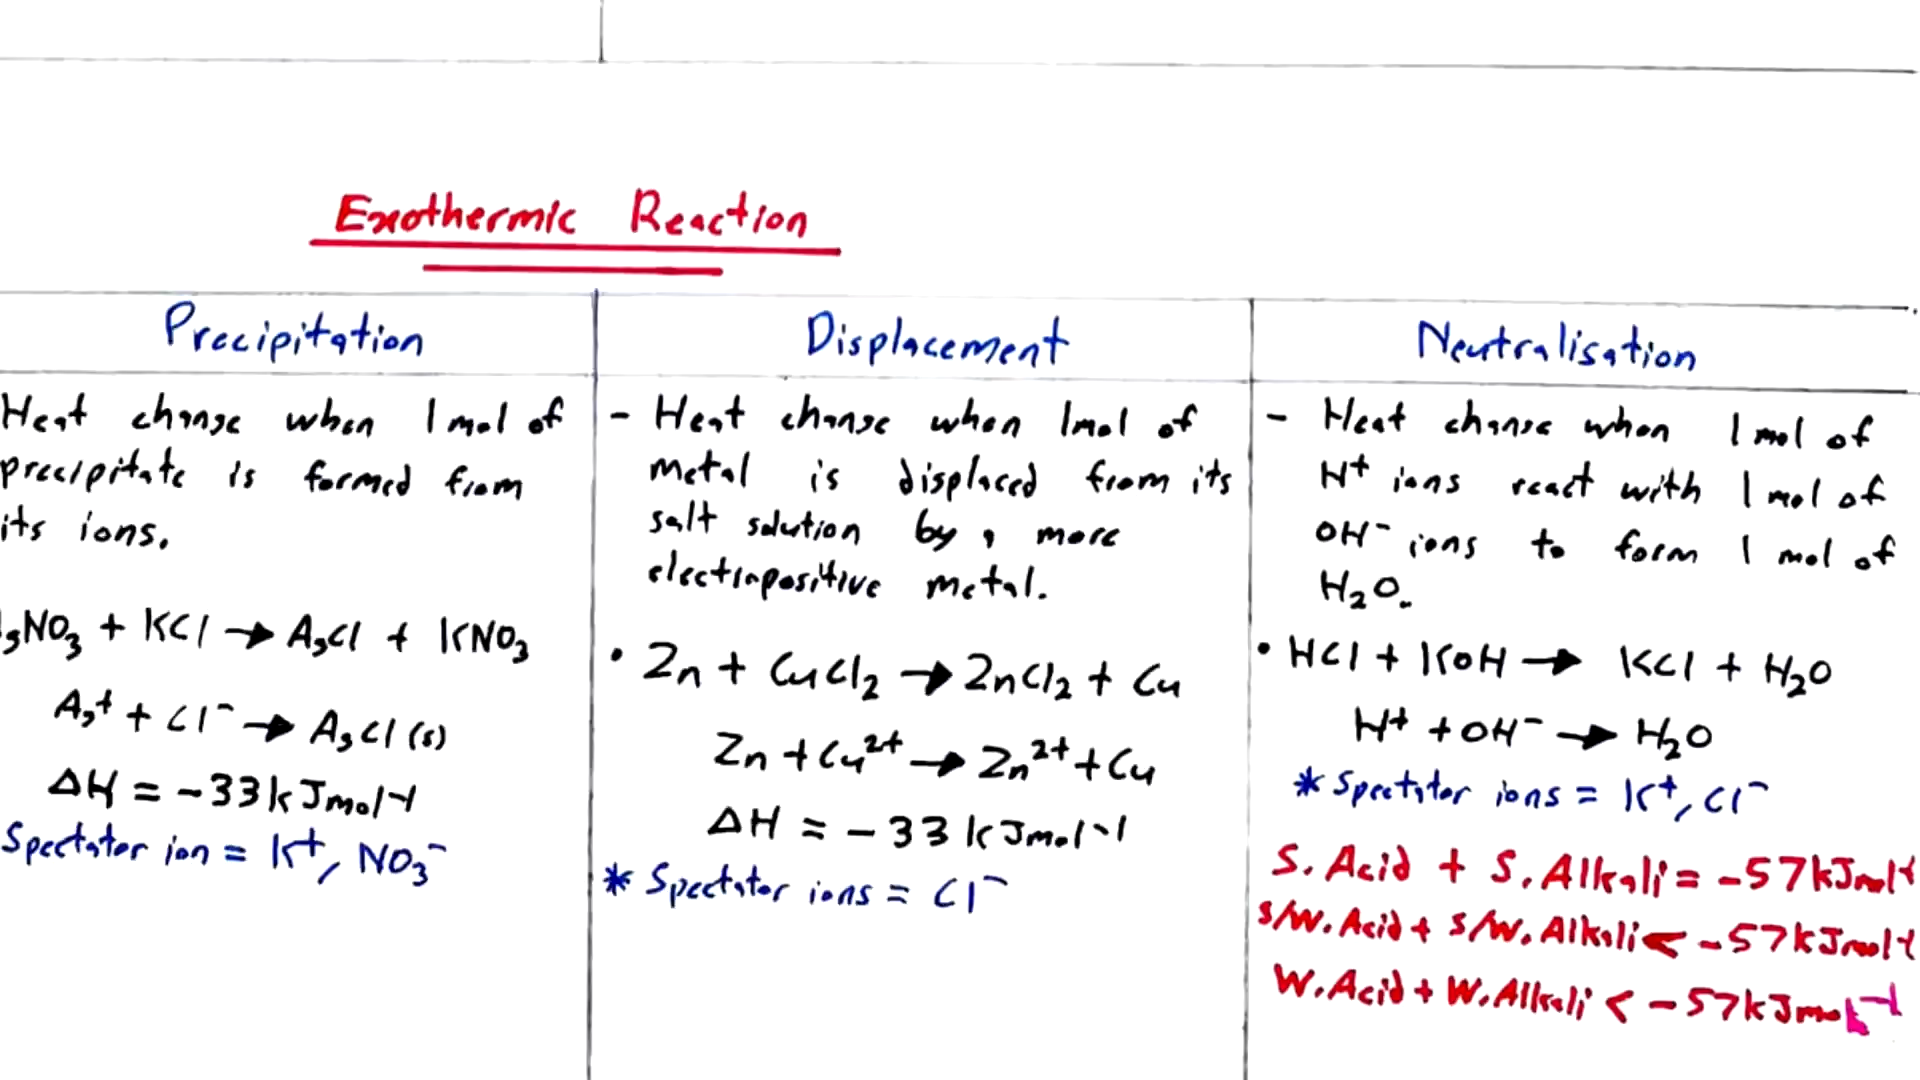 Exothermic Reaction
Precipitation
Heat change when 1 mol of
precipitate is formed from
its ions.
gNO₃ + KCl → AgCl + KNO₃
Ag⁺ + Cl⁻ → AgCl (s)
ΔH = -33kJmol⁻¹
Spectator ion = K⁺, NO₃⁻
Displacement
- Heat change when 1mol of
metal is displaced from its
salt solution by a more
electropositive metal.
• Zn + CuCl₂ → ZnCl₂ + Cu
Zn + Cu²⁺ → Zn²⁺ + Cu
ΔH = -33 kJmol⁻¹
* Spectator ions = Cl⁻
Neutralisation
- Heat change when 1 mol of
H⁺ ions react with 1 mol of
OH⁻ ions to form 1 mol of
H₂O.
• HCl + KOH → KCl + H₂O
H⁺ + OH⁻ → H₂O
* Spectator ions = K⁺, Cl⁻
S. Acid + S. Alkali = -57kJmol⁻¹
S/W. Acid + S/W. Alkali < -57kJmol⁻¹
W. Acid + W. Alkali < -57kJmol⁻¹